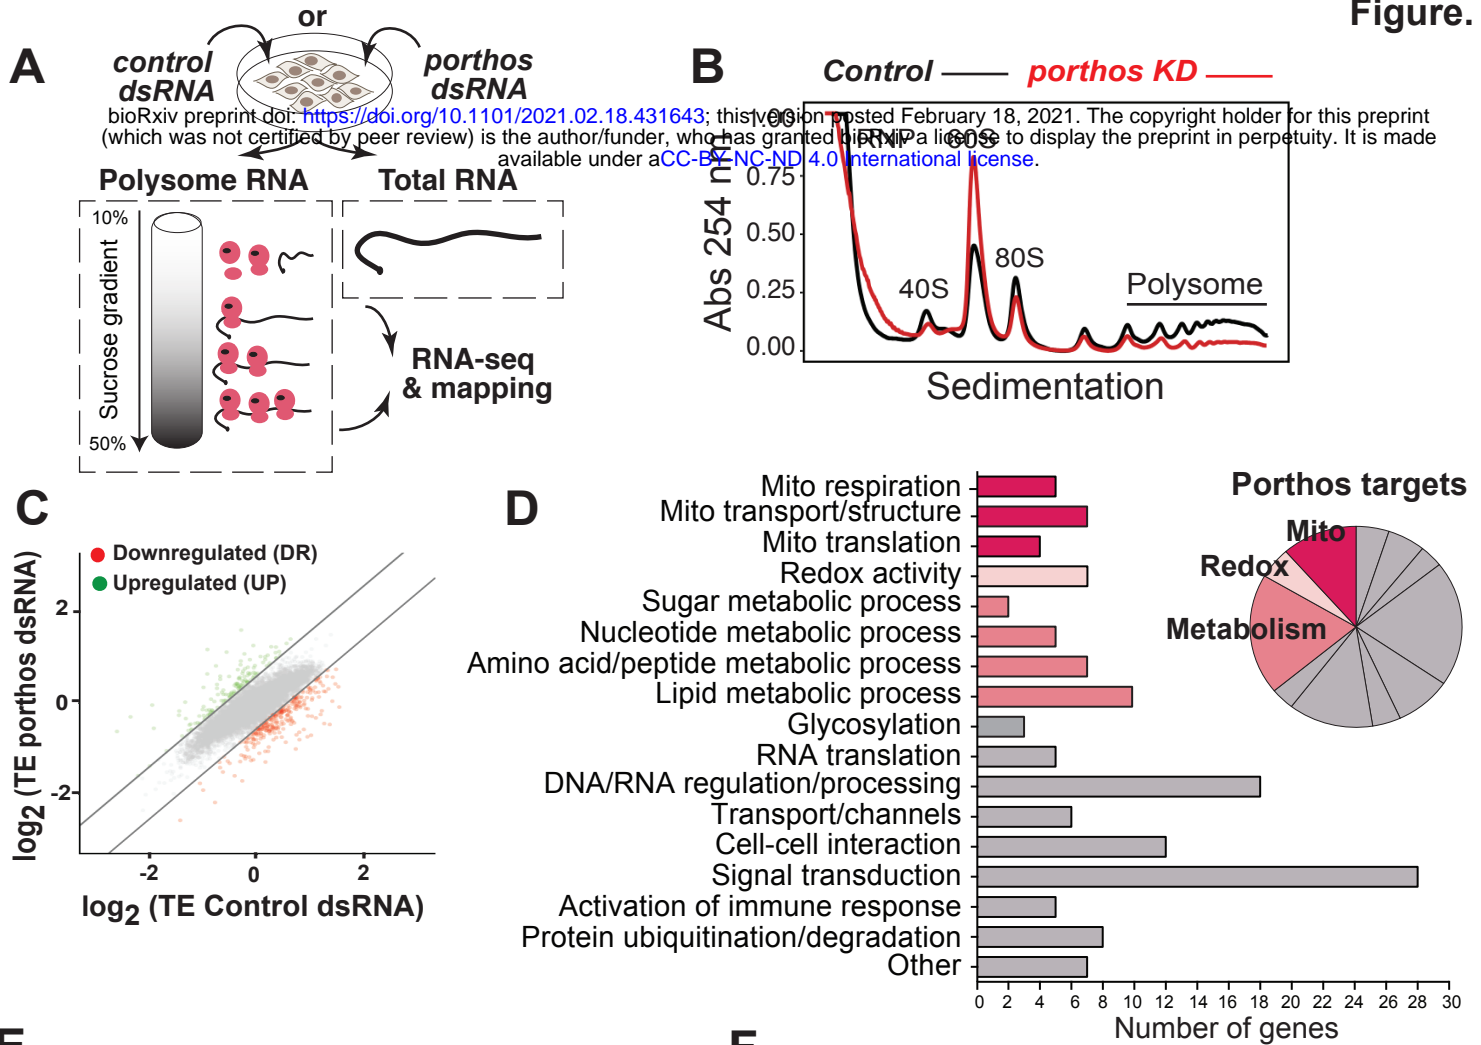 Figure.
A
or
control
dsRNA
porthos
dsRNA
B
Control
porthos KD
bioRxiv preprint doi: https://doi.org/10.1101/2021.02.18.431643; this version posted February 18, 2021. The copyright holder for this preprint
(which was not certified by peer review) is the author/funder, who has granted bioRxiv a license to display the preprint in perpetuity. It is made
available under aCC-BY-NC-ND 4.0 International license.
Polysome RNA
Total RNA
10%
Sucrose gradient
50%
RNA-seq
& mapping
Abs 254 nm
1.00
0.75
0.50
0.25
0.00
RNP
60S
40S
80S
Polysome
Sedimentation
C
Downregulated (DR)
Upregulated (UP)
log2 (TE porthos dsRNA)
2
0
-2
-2
0
2
log2 (TE Control dsRNA)
D
Mito respiration
Mito transport/structure
Mito translation
Redox activity
Sugar metabolic process
Nucleotide metabolic process
Amino acid/peptide metabolic process
Lipid metabolic process
Glycosylation
RNA translation
DNA/RNA regulation/processing
Transport/channels
Cell-cell interaction
Signal transduction
Activation of immune response
Protein ubiquitination/degradation
Other
0 2 4 6 8 10 12 14 16 18 20 22 24 26 28 30
Number of genes
Porthos targets
Mito
Redox
Metabolism